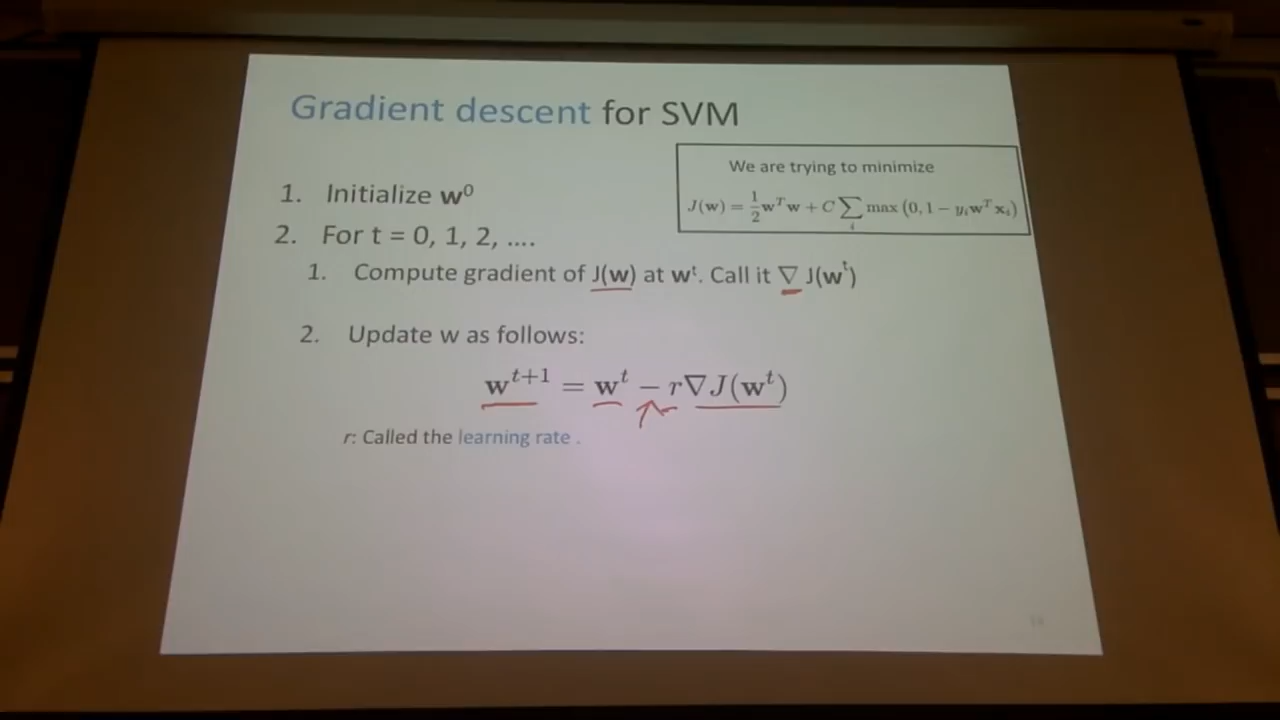 Gradient descent for SVM
We are trying to minimize
J(w) = 1/2 wᵀw + C ∑ᵢ max (0, 1 − yᵢwᵀxᵢ)
1. Initialize w⁰
2. For t = 0, 1, 2, ....
1. Compute gradient of J(w) at wᵗ. Call it ∇ J(wᵗ)
2. Update w as follows:
wᵗ⁺¹ = wᵗ − r∇J(wᵗ)
r: Called the learning rate .